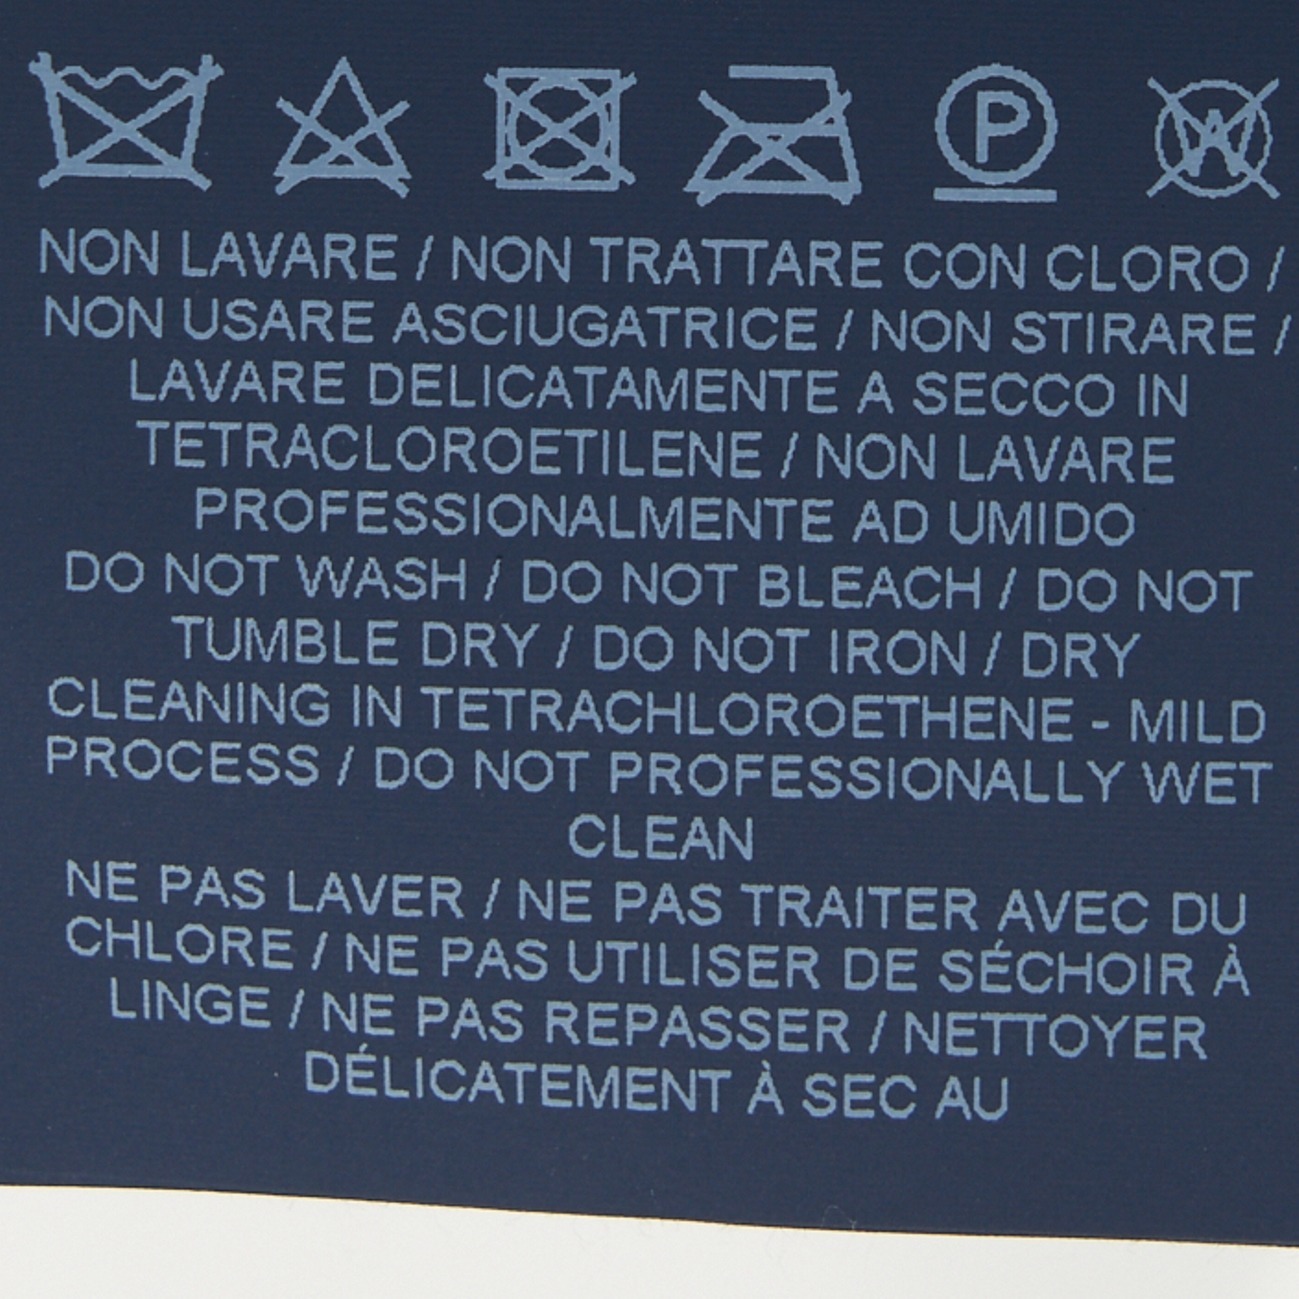 P W
NON LAVARE / NON TRATTARE CON CLORO /
NON USARE ASCIUGATRICE / NON STIRARE /
LAVARE DELICATAMENTE A SECCO IN
TETRACLOROETILENE / NON LAVARE
PROFESSIONALMENTE AD UMIDO
DO NOT WASH / DO NOT BLEACH / DO NOT
TUMBLE DRY / DO NOT IRON / DRY
CLEANING IN TETRACHLOROETHENE - MILD
PROCESS / DO NOT PROFESSIONALLY WET
CLEAN
NE PAS LAVER / NE PAS TRAITER AVEC DU
CHLORE / NE PAS UTILISER DE SÉCHOIR À
LINGE / NE PAS REPASSER / NETTOYER
DÉLICATEMENT À SEC AU